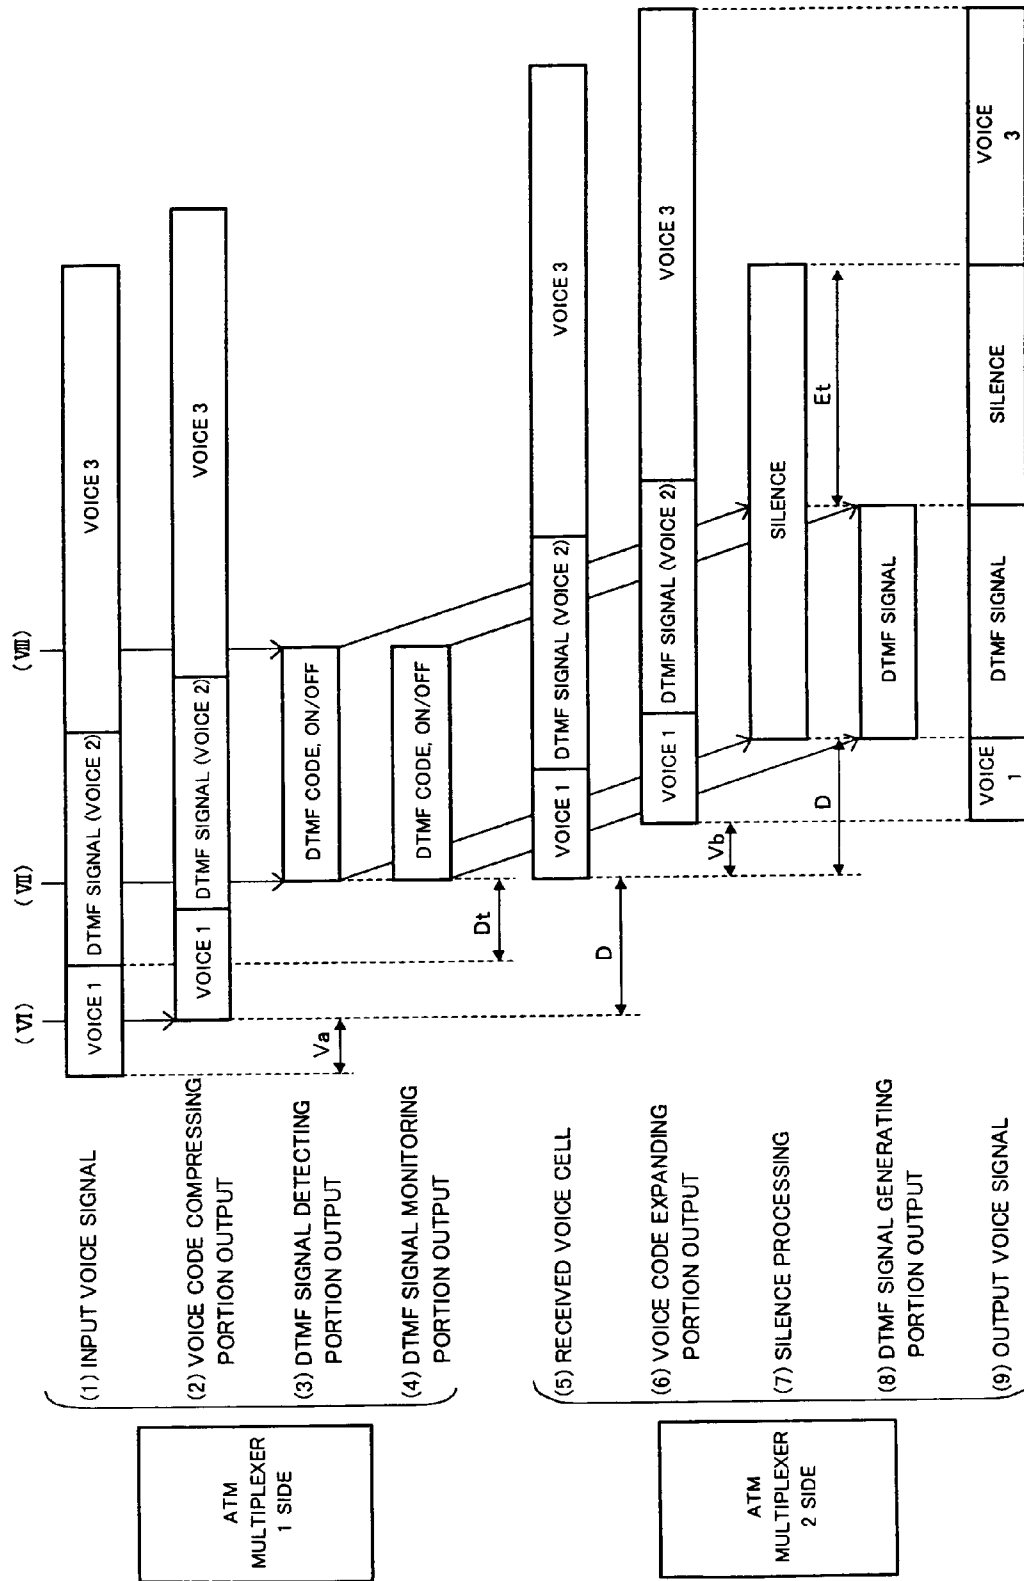 (VI)
(VII)
(VIII)
ATM
MULTIPLEXER
1 SIDE
(1) INPUT VOICE SIGNAL
VOICE 1
DTMF SIGNAL (VOICE 2)
VOICE 3
(2) VOICE CODE COMPRESSING
PORTION OUTPUT
VOICE 1
DTMF SIGNAL (VOICE 2)
VOICE 3
(3) DTMF SIGNAL DETECTING
PORTION OUTPUT
Va
DTMF CODE, ON/OFF
(4) DTMF SIGNAL MONITORING
PORTION OUTPUT
DTMF CODE, ON/OFF
Dt
ATM
MULTIPLEXER
2 SIDE
(5) RECEIVED VOICE CELL
VOICE 1
DTMF SIGNAL (VOICE 2)
VOICE 3
D
(6) VOICE CODE EXPANDING
PORTION OUTPUT
VOICE 1
DTMF SIGNAL (VOICE 2)
VOICE 3
Vb
(7) SILENCE PROCESSING
SILENCE
D
Et
(8) DTMF SIGNAL GENERATING
PORTION OUTPUT
DTMF SIGNAL
(9) OUTPUT VOICE SIGNAL
VOICE
1
DTMF SIGNAL
SILENCE
VOICE
3